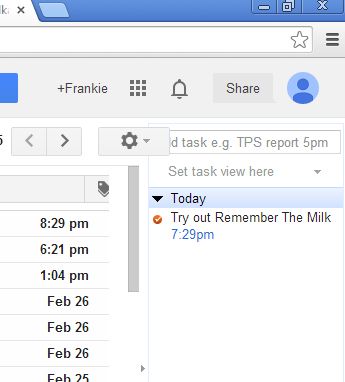 +Frankie
Share
d task e.g. TPS report 5pm
Set task view here
Today
Try out Remember The Milk
7:29pm
8:29 pm
6:21 pm
1:04 pm
Feb 26
Feb 26
Feb 26
Feb 25